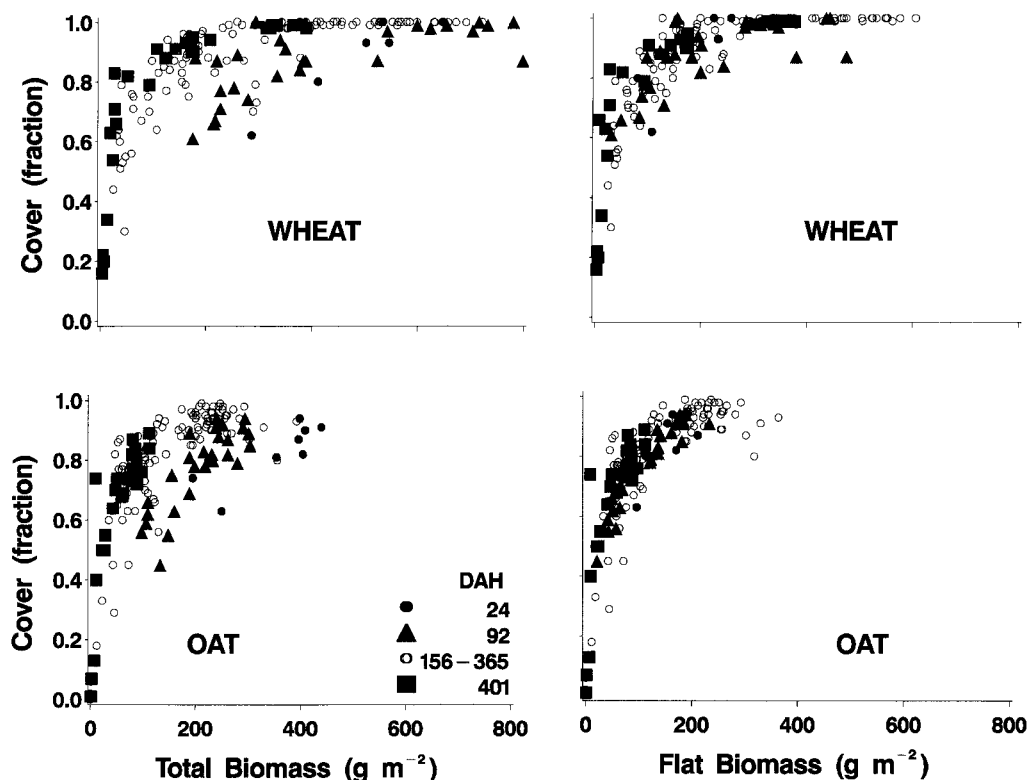 1.0
0.8
0.6
0.4
0.2
0.0
Cover (fraction)
WHEAT
WHEAT
1.0
0.8
0.6
0.4
0.2
0.0
Cover (fraction)
OAT
DAH
24
92
156–365
401
OAT
0 200 400 600 800
0 200 400 600 800
Total Biomass (g m⁻²)
Flat Biomass (g m⁻²)